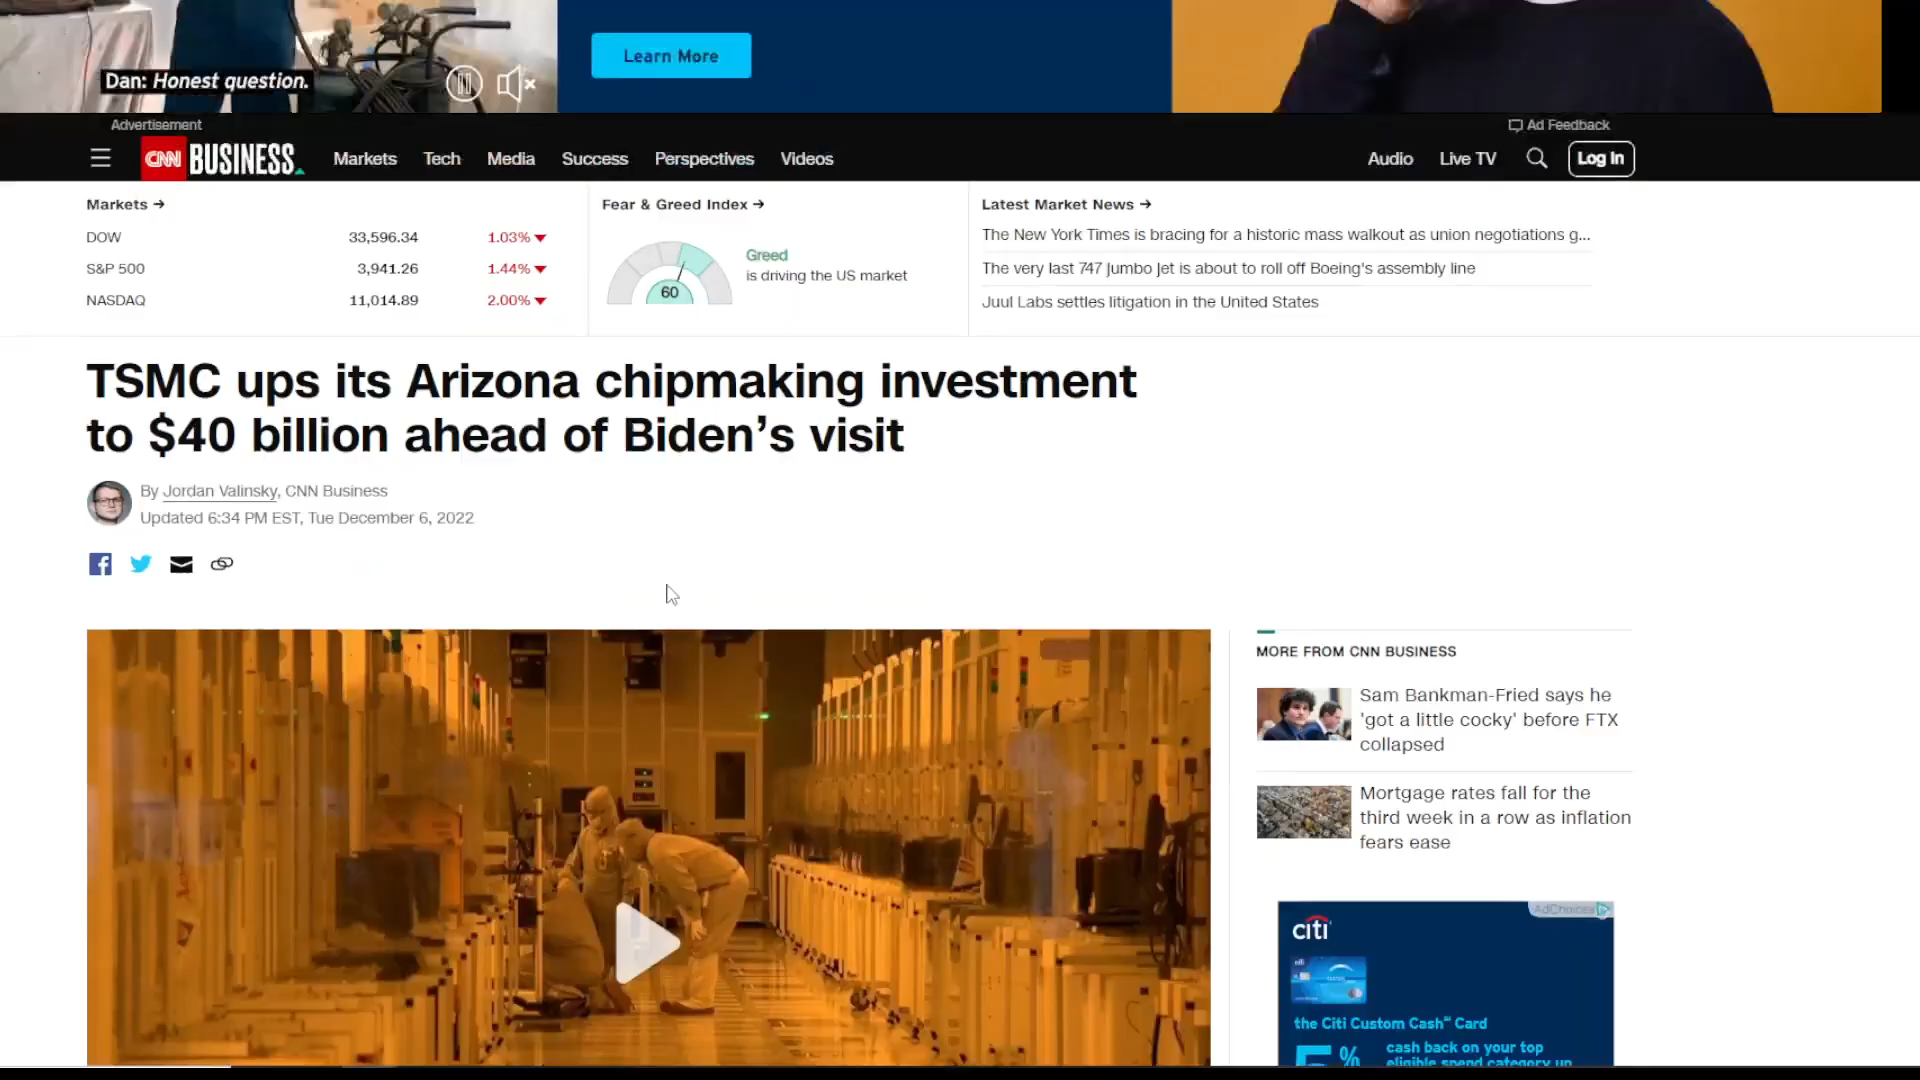 Learn More
Dan: Honest question.
Advertisement
Ad Feedback
CNN BUSINESS
Markets
Tech
Media
Success
Perspectives
Videos
Audio
Live TV
Log In
Markets →
DOW 33,596.34 1.03%
S&P 500 3,941.26 1.44%
NASDAQ 11,014.89 2.00%
Fear & Greed Index →
60
Greed
is driving the US market
Latest Market News →
The New York Times is bracing for a historic mass walkout as union negotiations g...
The very last 747 jumbo jet is about to roll off Boeing's assembly line
Juul Labs settles litigation in the United States
TSMC ups its Arizona chipmaking investment
to $40 billion ahead of Biden’s visit
By Jordan Valinsky, CNN Business
Updated 6:34 PM EST, Tue December 6, 2022
MORE FROM CNN BUSINESS
Sam Bankman-Fried says he
'got a little cocky' before FTX
collapsed
Mortgage rates fall for the
third week in a row as inflation
fears ease
AdChoices
citi
the Citi Custom Cash℠ Card
5%
cash back on your top
eligible spend category up